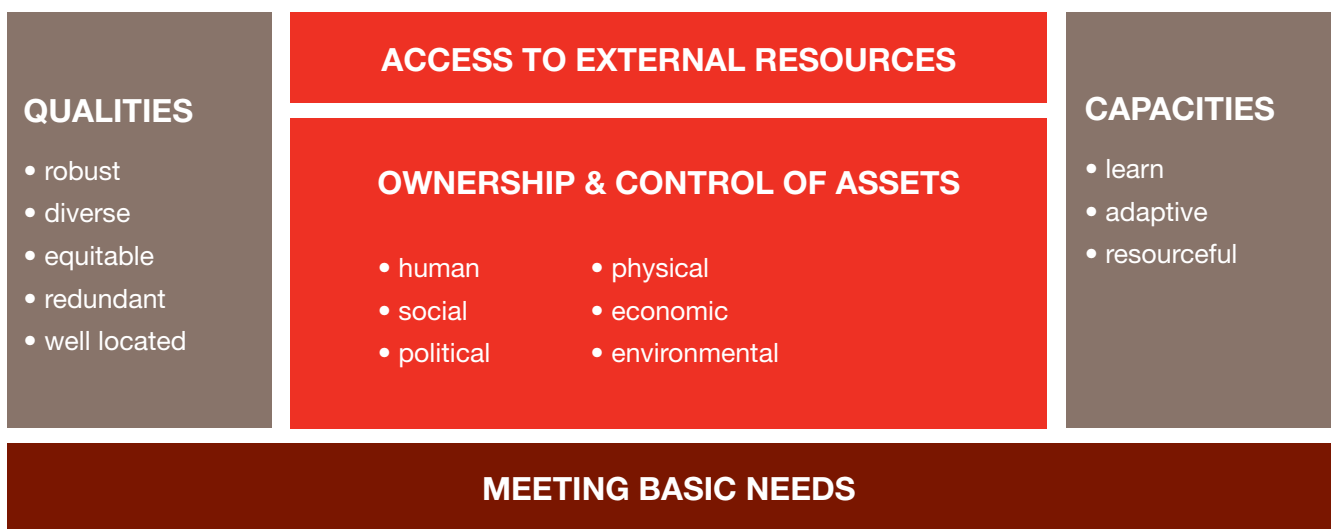 QUALITIES
• robust
• diverse
• equitable
• redundant
• well located
ACCESS TO EXTERNAL RESOURCES
OWNERSHIP & CONTROL OF ASSETS
• human
• social
• political
• physical
• economic
• environmental
CAPACITIES
• learn
• adaptive
• resourceful
MEETING BASIC NEEDS